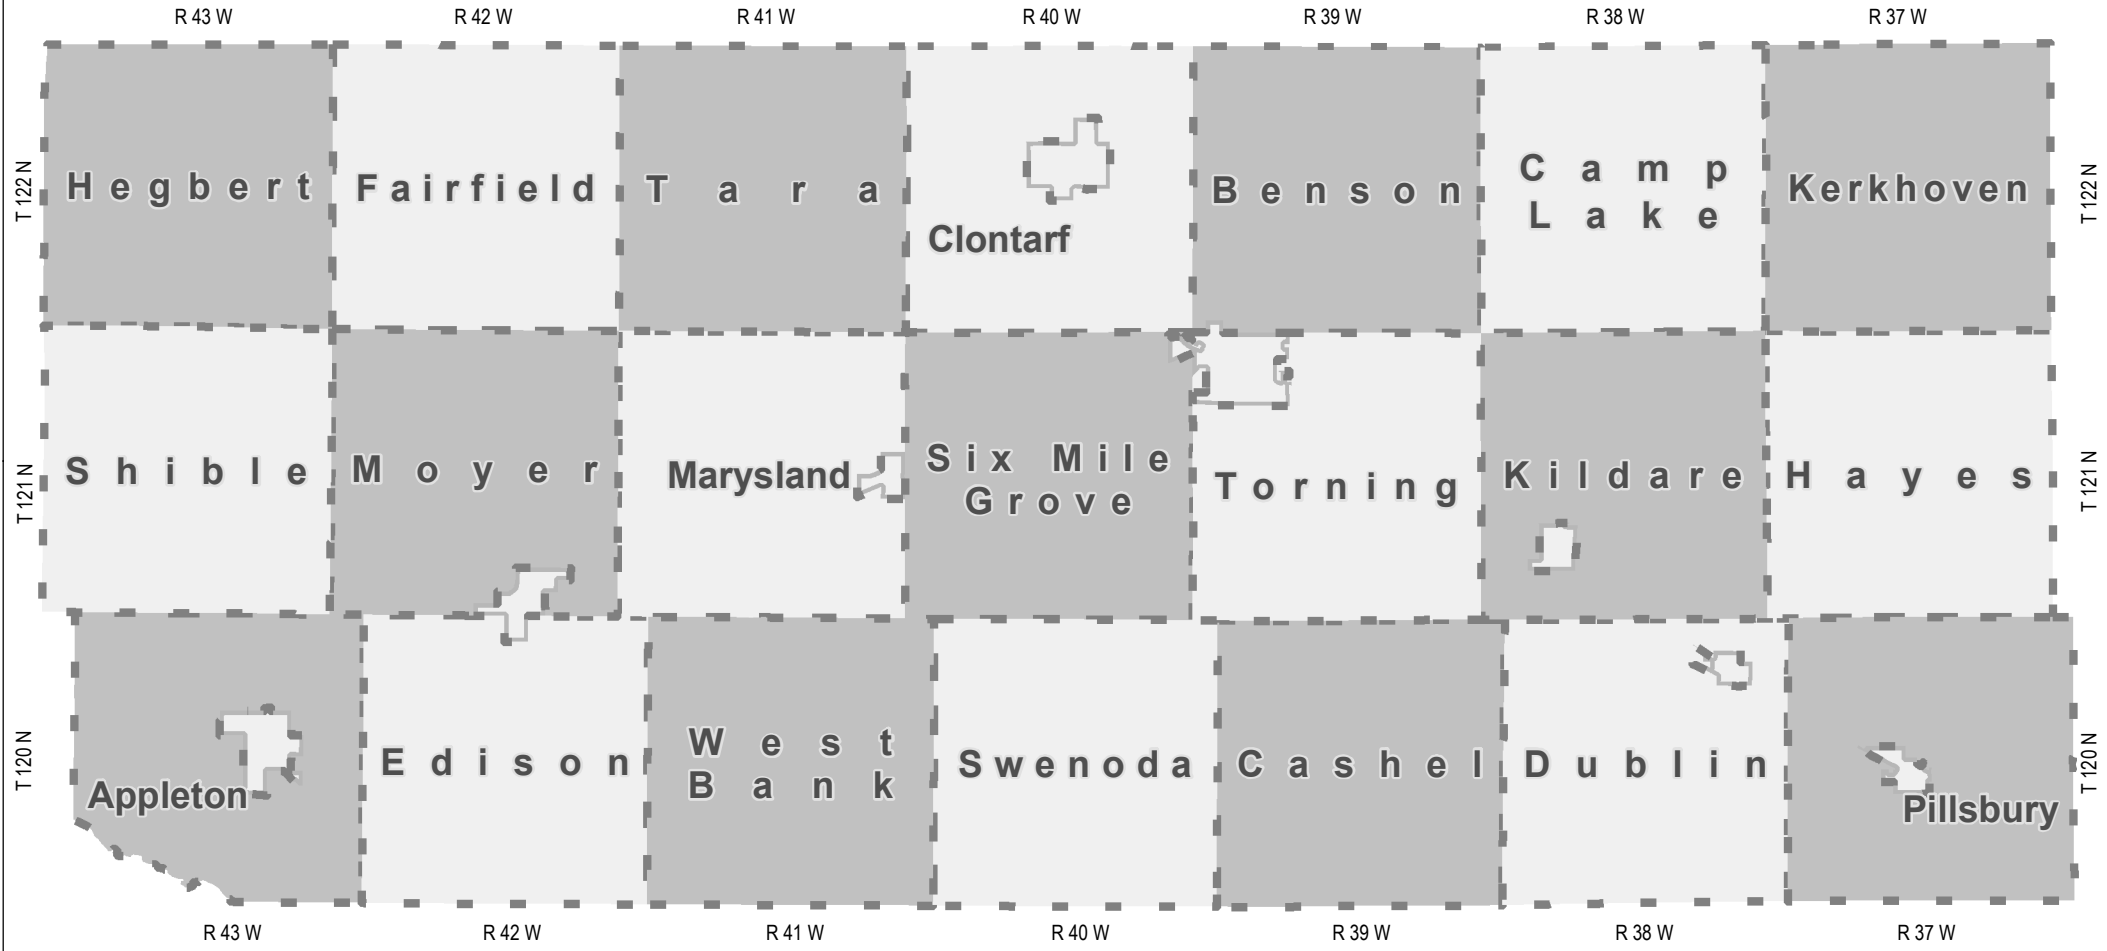 R 43 W R 42 W R 41 W R 40 W R 39 W R 38 W R 37 W
T 122 N Hegbert Fairfield Tara Clontarf Benson Camp Lake Kerkhoven T 122 N
T 121 N Shible Moyer Marysland Six Mile Grove Torning Kildare Hayes T 121 N
T 120 N Appleton Edison West Bank Swenoda Cashel Dublin Pillsbury T 120 N
R 43 W R 42 W R 41 W R 40 W R 39 W R 38 W R 37 W